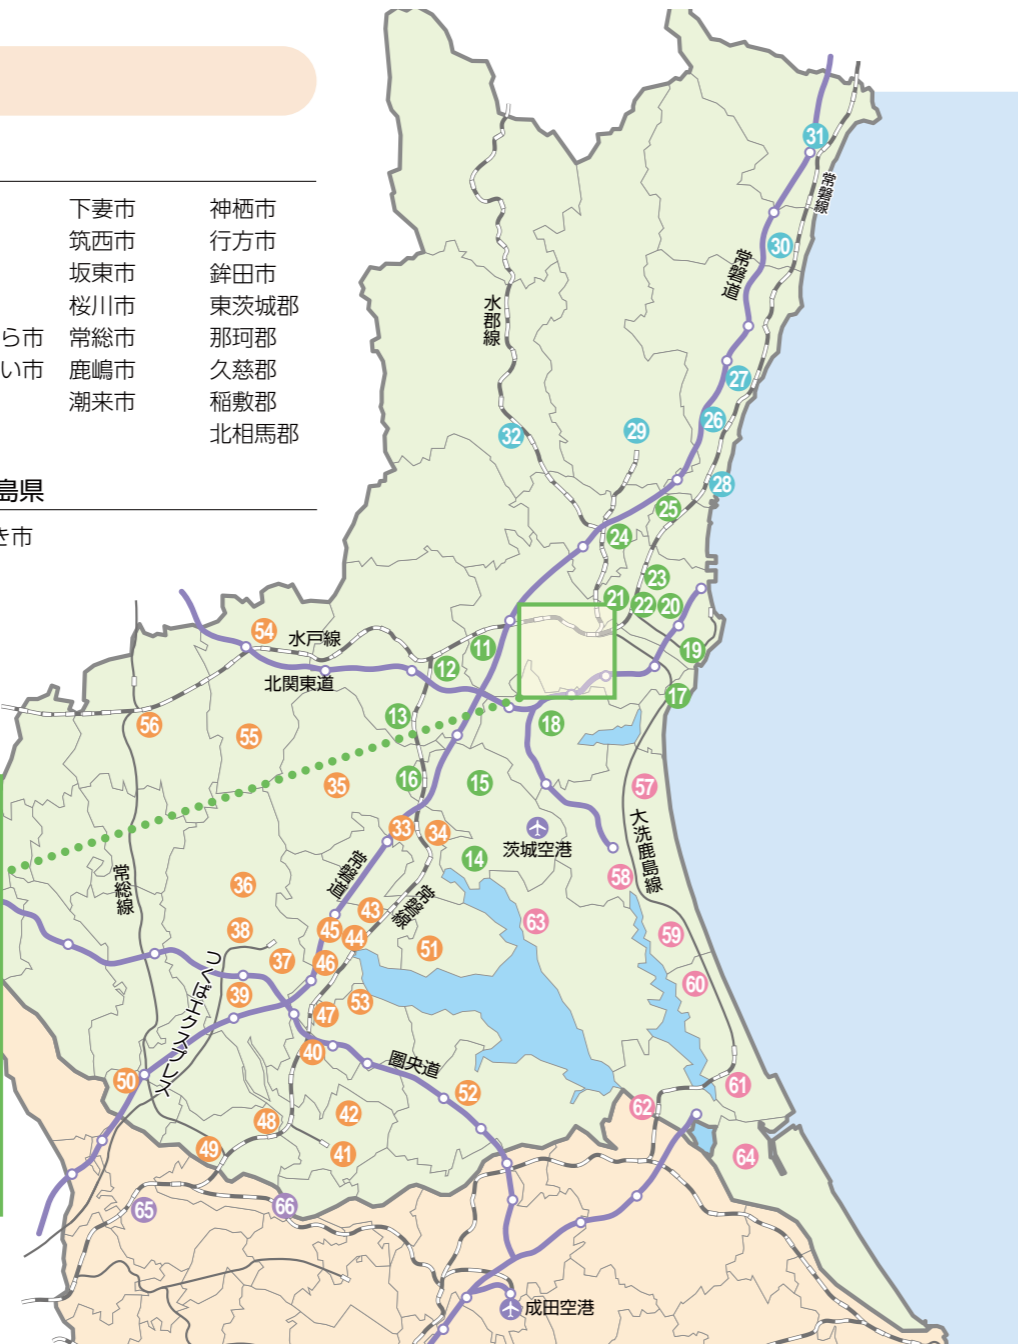 下妻市 神栖市
筑西市 行方市
坂東市 鉾田市
桜川市 東茨城郡
ら市 常総市 那珂郡
い市 鹿嶋市 久慈郡
潮来市 稲敷郡
北相馬郡
島県
き市
31
常磐線
30
常磐道
水郡線
27
26
29
32
28
25
24
23
21
22
20
54
水戸線
11
19
12
北関東道
17
13
18
56
55
16
15
35
57
33
34
茨城空港
大洗鹿島線
14
常総線
常磐道
58
36
常磐線
43
63
38
45
44
59
51
37
46
つくばエクスプレス
60
39
53
47
40
圏央道
50
61
52
62
42
48
49
41
64
65
66
成田空港